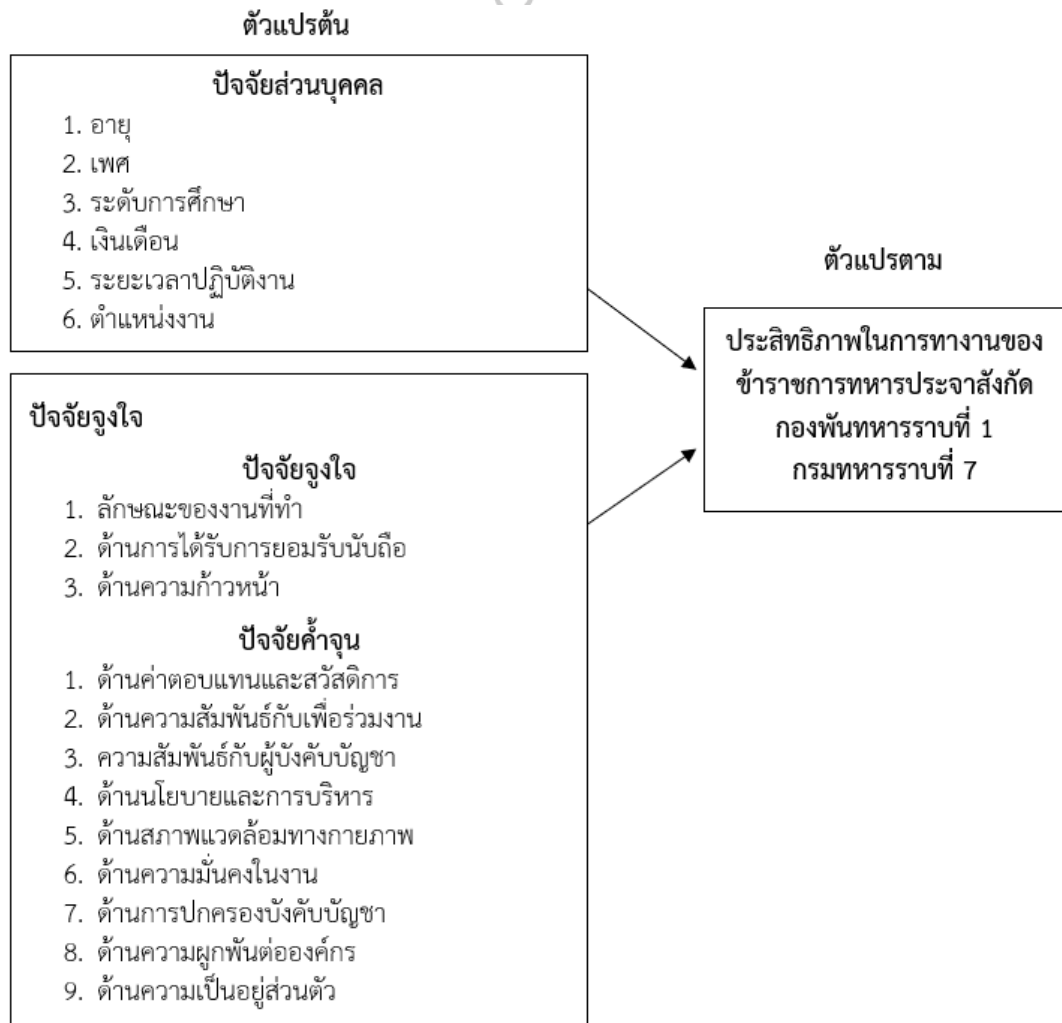 ตัวแปรต้น
ปัจจัยส่วนบุคคล
1. อายุ
2. เพศ
3. ระดับการศึกษา
4. เงินเดือน
5. ระยะเวลาปฏิบัติงาน
6. ตำแหน่งงาน
ปัจจัยจูงใจ
ปัจจัยจูงใจ
1. ลักษณะของงานที่ทำ
2. ด้านการได้รับการยอมรับนับถือ
3. ด้านความก้าวหน้า
ปัจจัยค้ำจุน
1. ด้านค่าตอบแทนและสวัสดิการ
2. ด้านความสัมพันธ์กับเพื่อร่วมงาน
3. ความสัมพันธ์กับผู้บังคับบัญชา
4. ด้านนโยบายและการบริหาร
5. ด้านสภาพแวดล้อมทางกายภาพ
6. ด้านความมั่นคงในงาน
7. ด้านการปกครองบังคับบัญชา
8. ด้านความผูกพันต่อองค์กร
9. ด้านความเป็นอยู่ส่วนตัว
ตัวแปรตาม
ประสิทธิภาพในการทางานของ
ข้าราชการทหารประจาสังกัด
กองพันทหารราบที่ 1
กรมทหารราบที่ 7